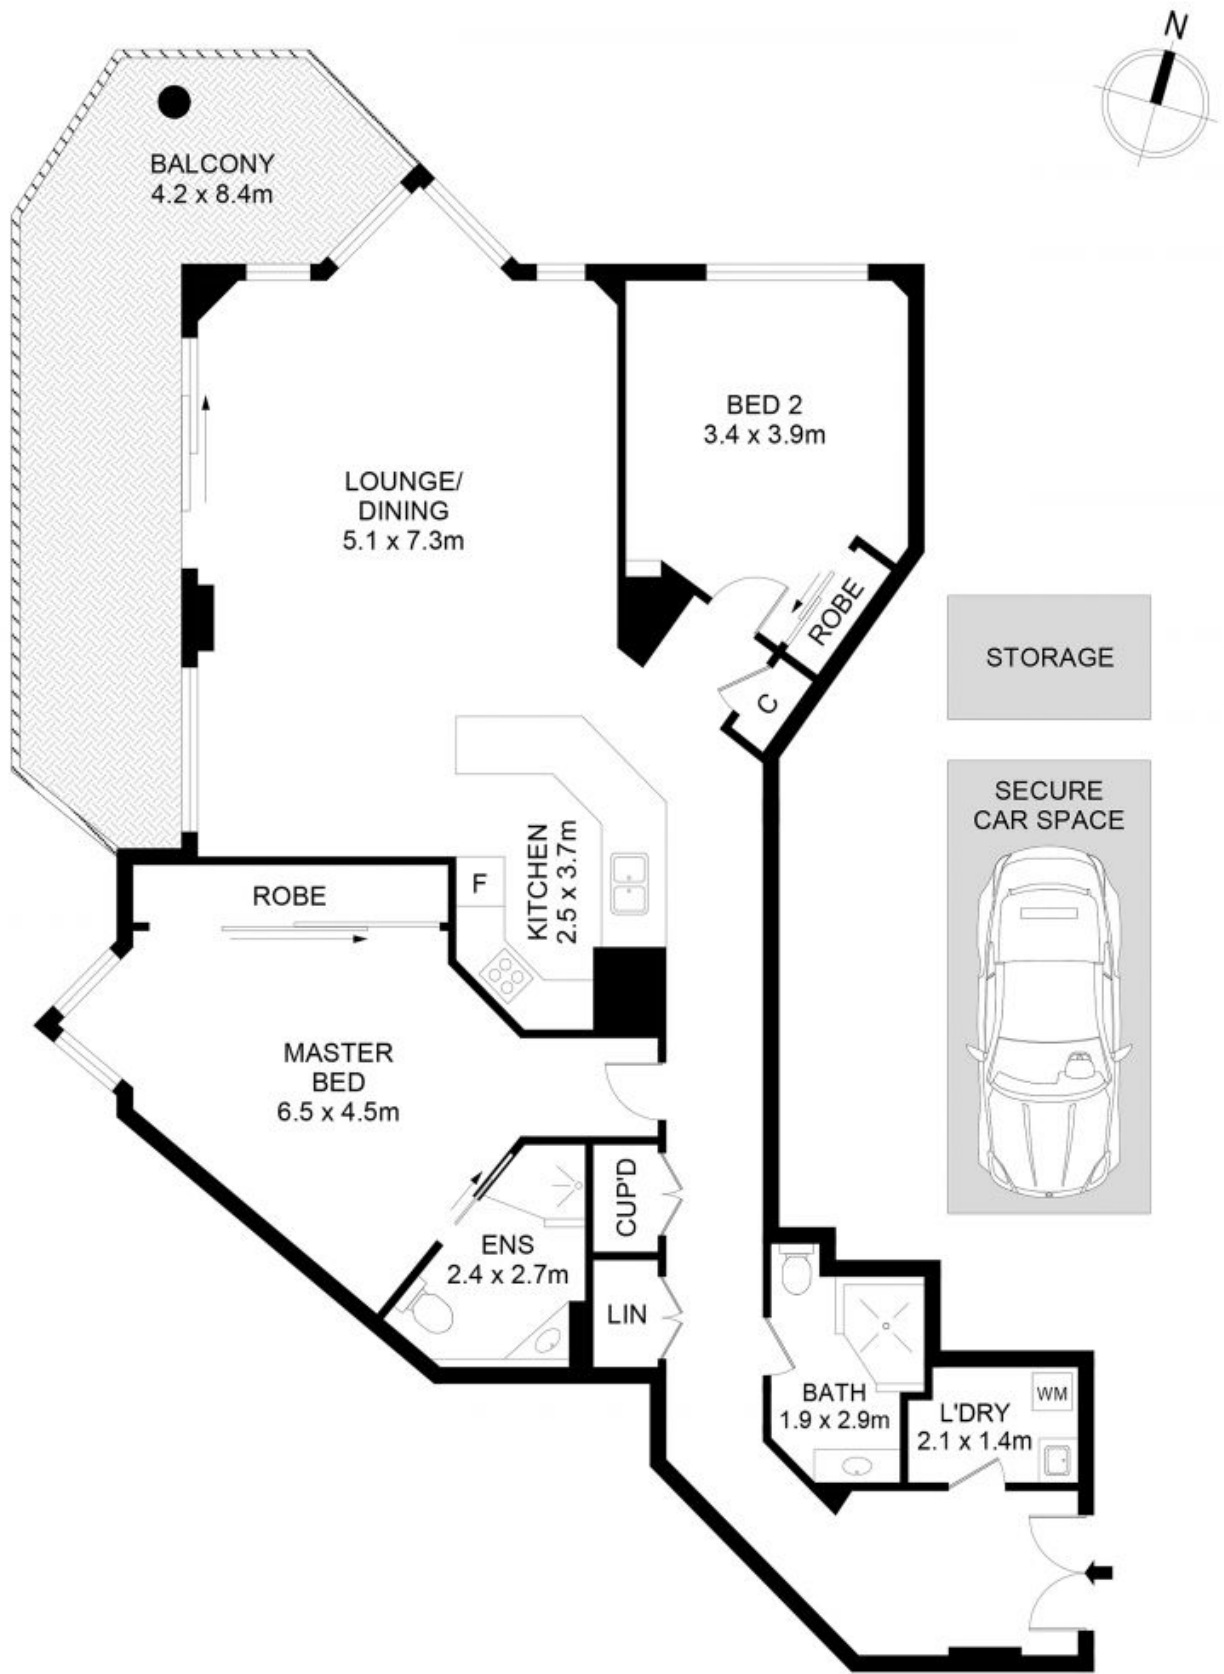 N
BALCONY
4.2 x 8.4m
BED 2
3.4 x 3.9m
LOUNGE/
DINING
5.1 x 7.3m
ROBE
STORAGE
C
SECURE
CAR SPACE
KITCHEN
2.5 x 3.7m
F
ROBE
MASTER
BED
6.5 x 4.5m
CUP'D
ENS
2.4 x 2.7m
LIN
BATH
1.9 x 2.9m
WM
L'DRY
2.1 x 1.4m